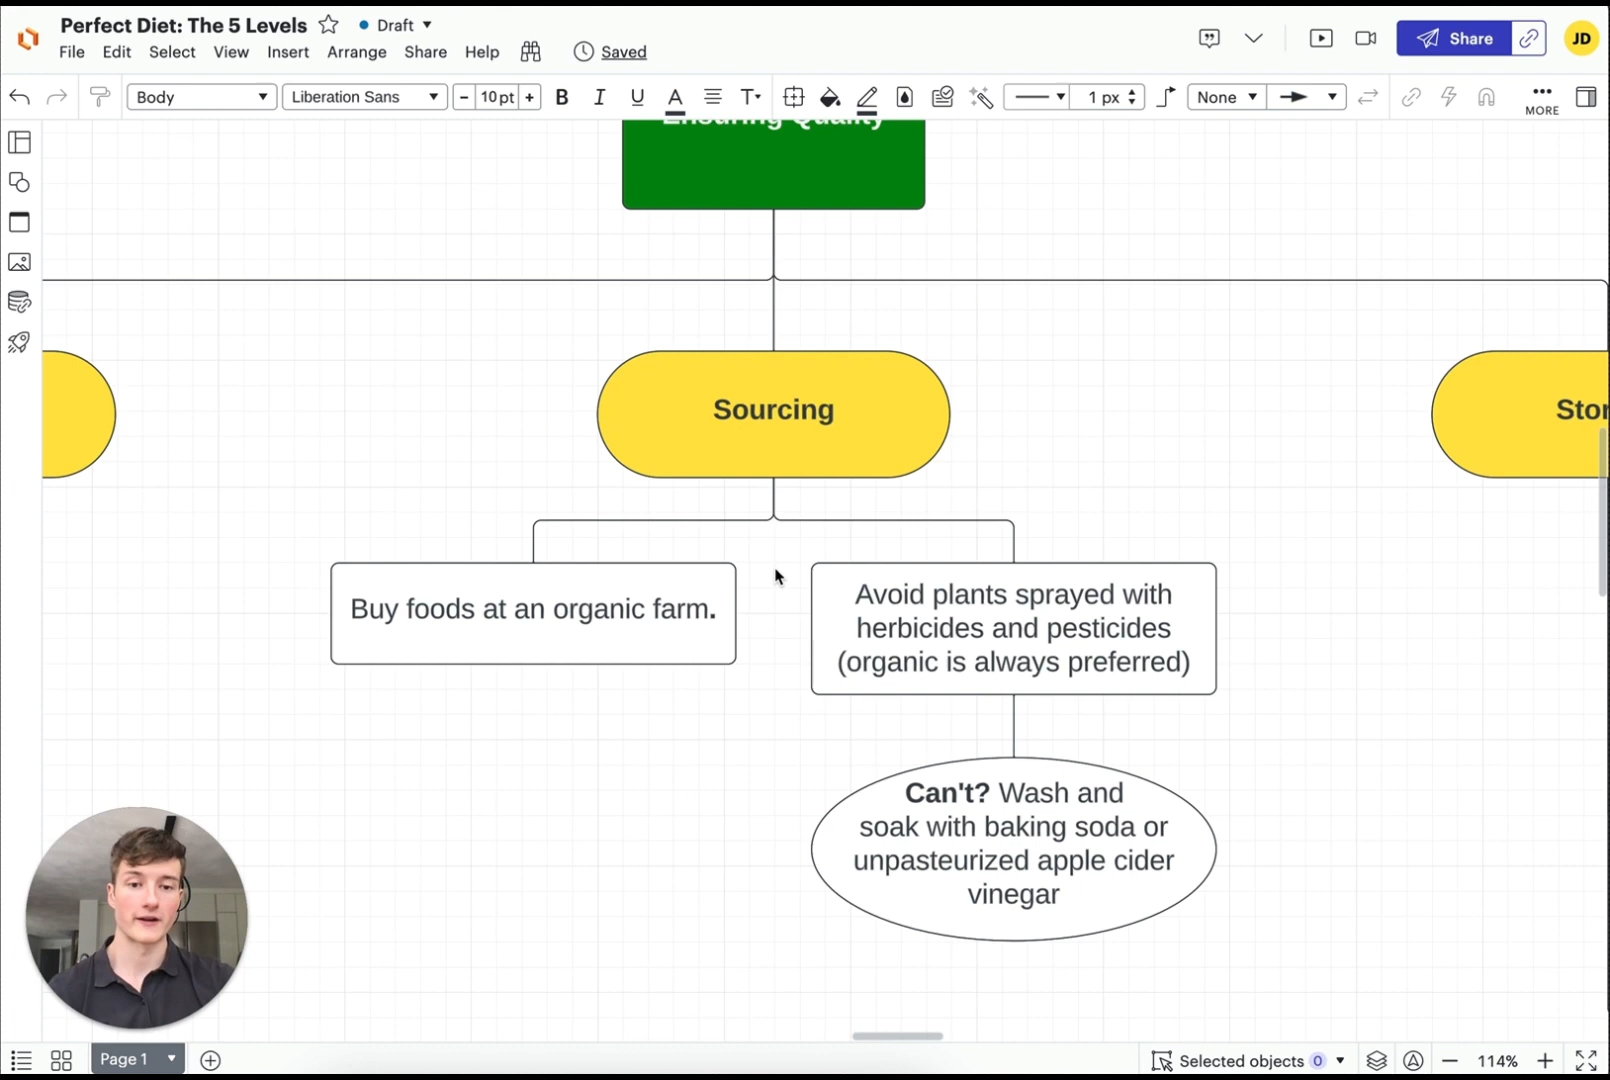 Perfect Diet: The 5 Levels
Draft
File Edit Select View Insert Arrange Share Help Saved
Share
JD
Body Liberation Sans - 10 pt + B I U A T 1 px None MORE
Ensuring Quality
Sourcing
Stor
Buy foods at an organic farm.
Avoid plants sprayed with
herbicides and pesticides
(organic is always preferred)
Can't? Wash and
soak with baking soda or
unpasteurized apple cider
vinegar
Page 1
Selected objects 0
114%